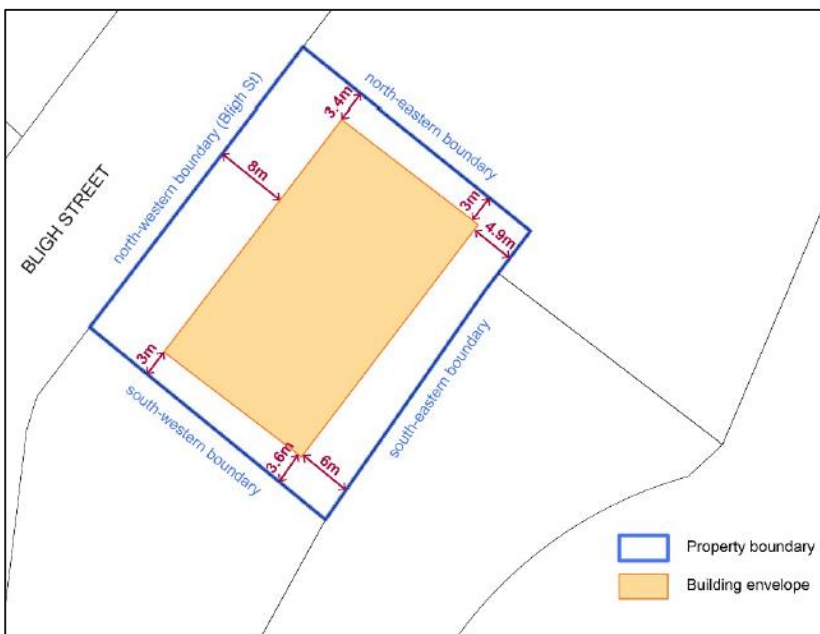 north-eastern boundary
3.4m
north-western boundary (Bligh St)
8m
BLIGH STREET
3m
4.9m
3m
south-western boundary
3.6m
6m
south-eastern boundary
Property boundary
Building envelope